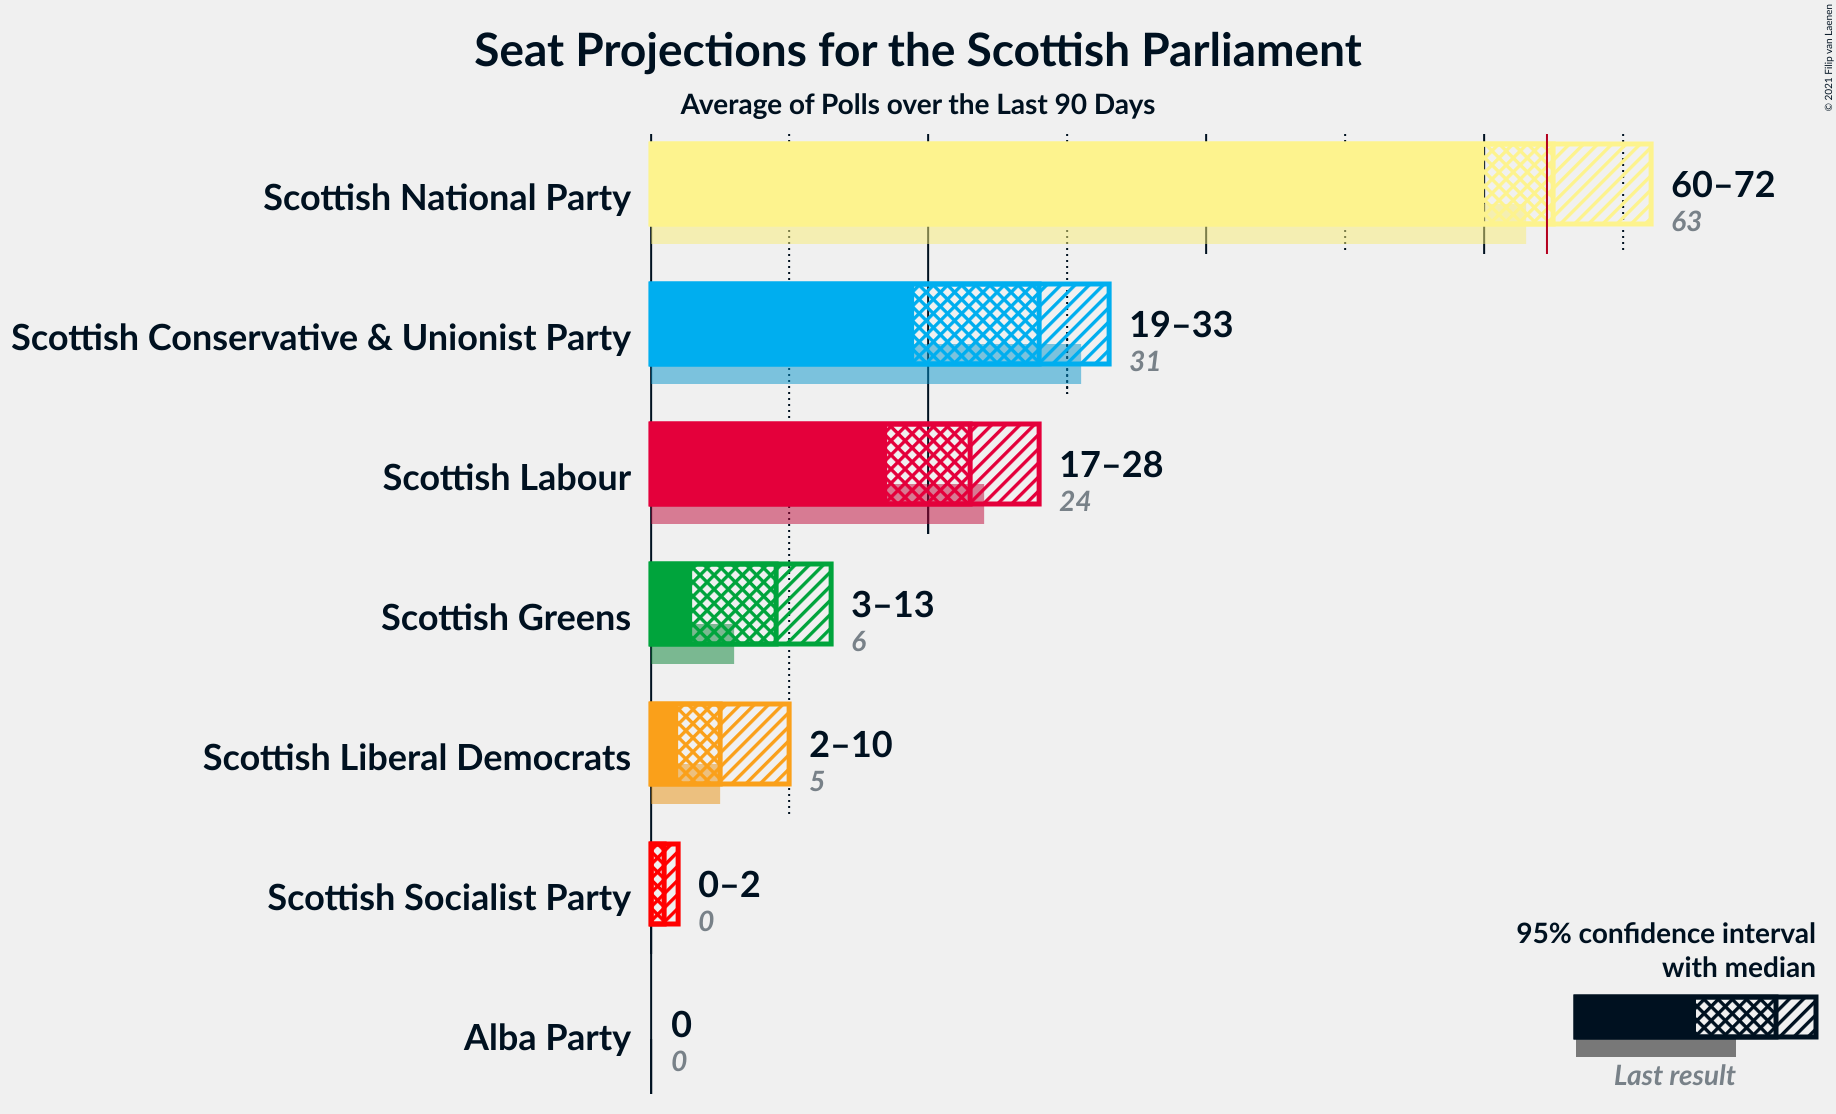 Seat Projections for the Scottish Parliament
Average of Polls over the Last 90 Days
© 2021 Filip van Laenen
Scottish National Party
60–72
63
Scottish Conservative & Unionist Party
19–33
31
Scottish Labour
17–28
24
Scottish Greens
3–13
6
Scottish Liberal Democrats
2–10
5
Scottish Socialist Party
0–2
0
Alba Party
0
0
95% confidence interval
with median
Last result